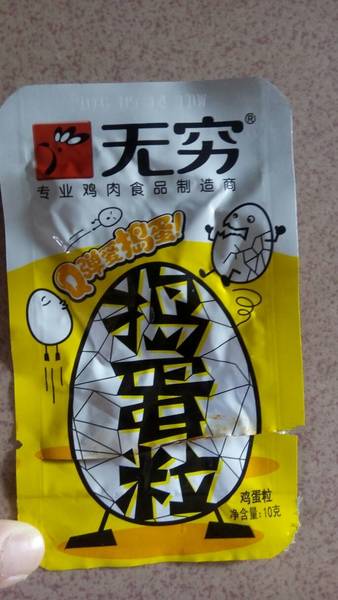 无穷®
专业鸡肉食品制造商
Q弹蛋捣蛋!
捣蛋粒
鸡蛋粒
净含量:10克